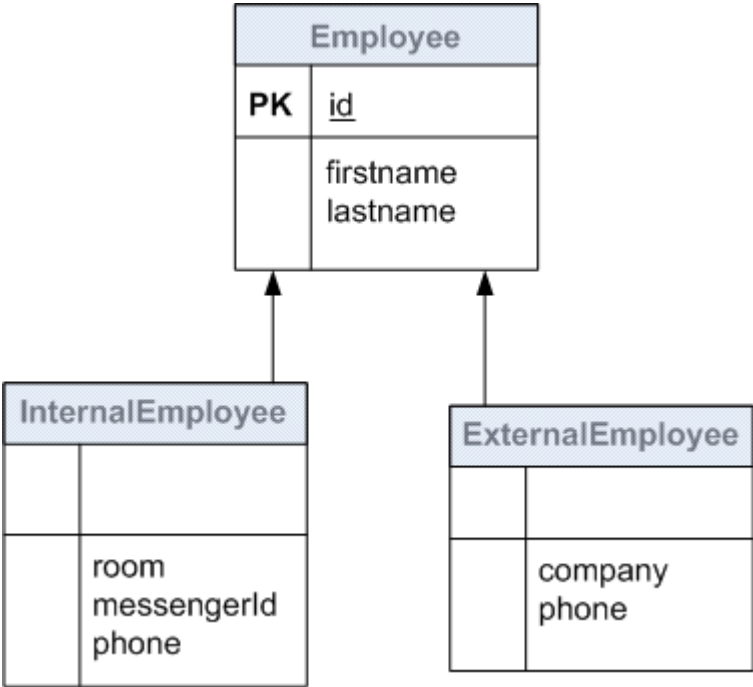 Employee
PK id
firstname
lastname
InternalEmployee
room
messengerId
phone
ExternalEmployee
company
phone